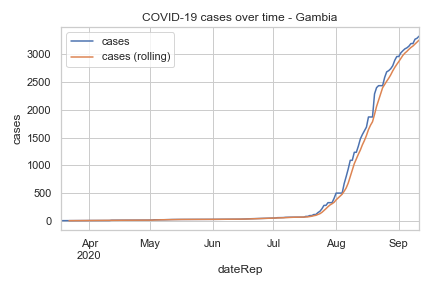 COVID-19 cases over time - Gambia
cases
cases (rolling)
3000
2500
2000
1500
1000
500
0
cases
Apr
2020
May
Jun
Jul
Aug
Sep
dateRep